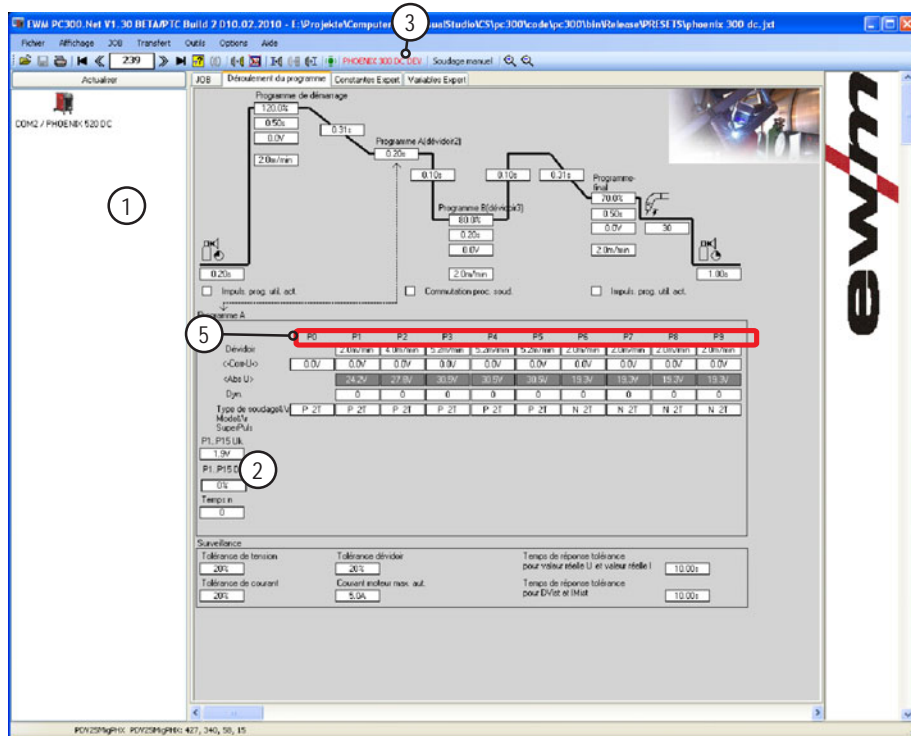 EWM PC300.Net V1.30 BETA/PTC Build 2.010.02.2010 - E:\Projekte\Compute ualStudio\CS\pc300\code\pc300\bin\Release\PRESETS\phoenix 300 dc.jxt
3
Fichier Affichage JOB Transfert Outils Options Aide
239 PHOENIX 300 DC DEV Soudage manuel
Actualiser
JOB Déroulement du programme Constantes Expert Variables Expert
COM2 / PHOENIX 520 DC
1
ewm
Programme de démarrage
120.0%
0.50s
0.0V
2.0m/min
0.31s
Programme A(dévidoir2)
0.20s
0.10s
0.10s
0.31s
Programme B(dévidoir3)
80.0%
0.20s
0.0V
2.0m/min
Programme-
final
70.0%
0.50s
0.0V
2.0m/min
30
0.20s
1.00s
Impuls. prog. util. act.
Commutation proc. soud.
Impuls. prog. util. act.
Programme A
5
P0 P1 P2 P3 P4 P5 P6 P7 P8 P9
Dévidoir 2.0m/min 4.0m/min 5.2m/min 5.2m/min 5.2m/min 2.0m/min 2.0m/min 2.0m/min 2.0m/min
<Corr-U> 0.0V 0.0V 0.0V 0.0V 0.0V 0.0V 0.0V 0.0V 0.0V 0.0V
<Abs U> 24.2V 27.8V 30.9V 30.9V 30.9V 19.3V 19.3V 19.3V 19.3V
Dyn. 0 0 0 0 0 0 0 0 0
Type de soudage P 2T P 2T P 2T P 2T P 2T P 2T N 2T N 2T N 2T N 2T
SuperPuls
P1..P15 Uk
1.9V
P1..P15
2
0%
Temps n
0
Surveillance
Tolérance de tension
20%
Tolérance dévidoir
20%
Temps de réponse tolérance
pour valeur réelle U et valeur réelle I
10.00s
Tolérance de courant
20%
Courant moteur max. aut.
5.0A
Temps de réponse tolérance
pour DVist et IMist
10.00s
PDV25MigPHX PDV25MigPHX: 427, 340, 58, 15